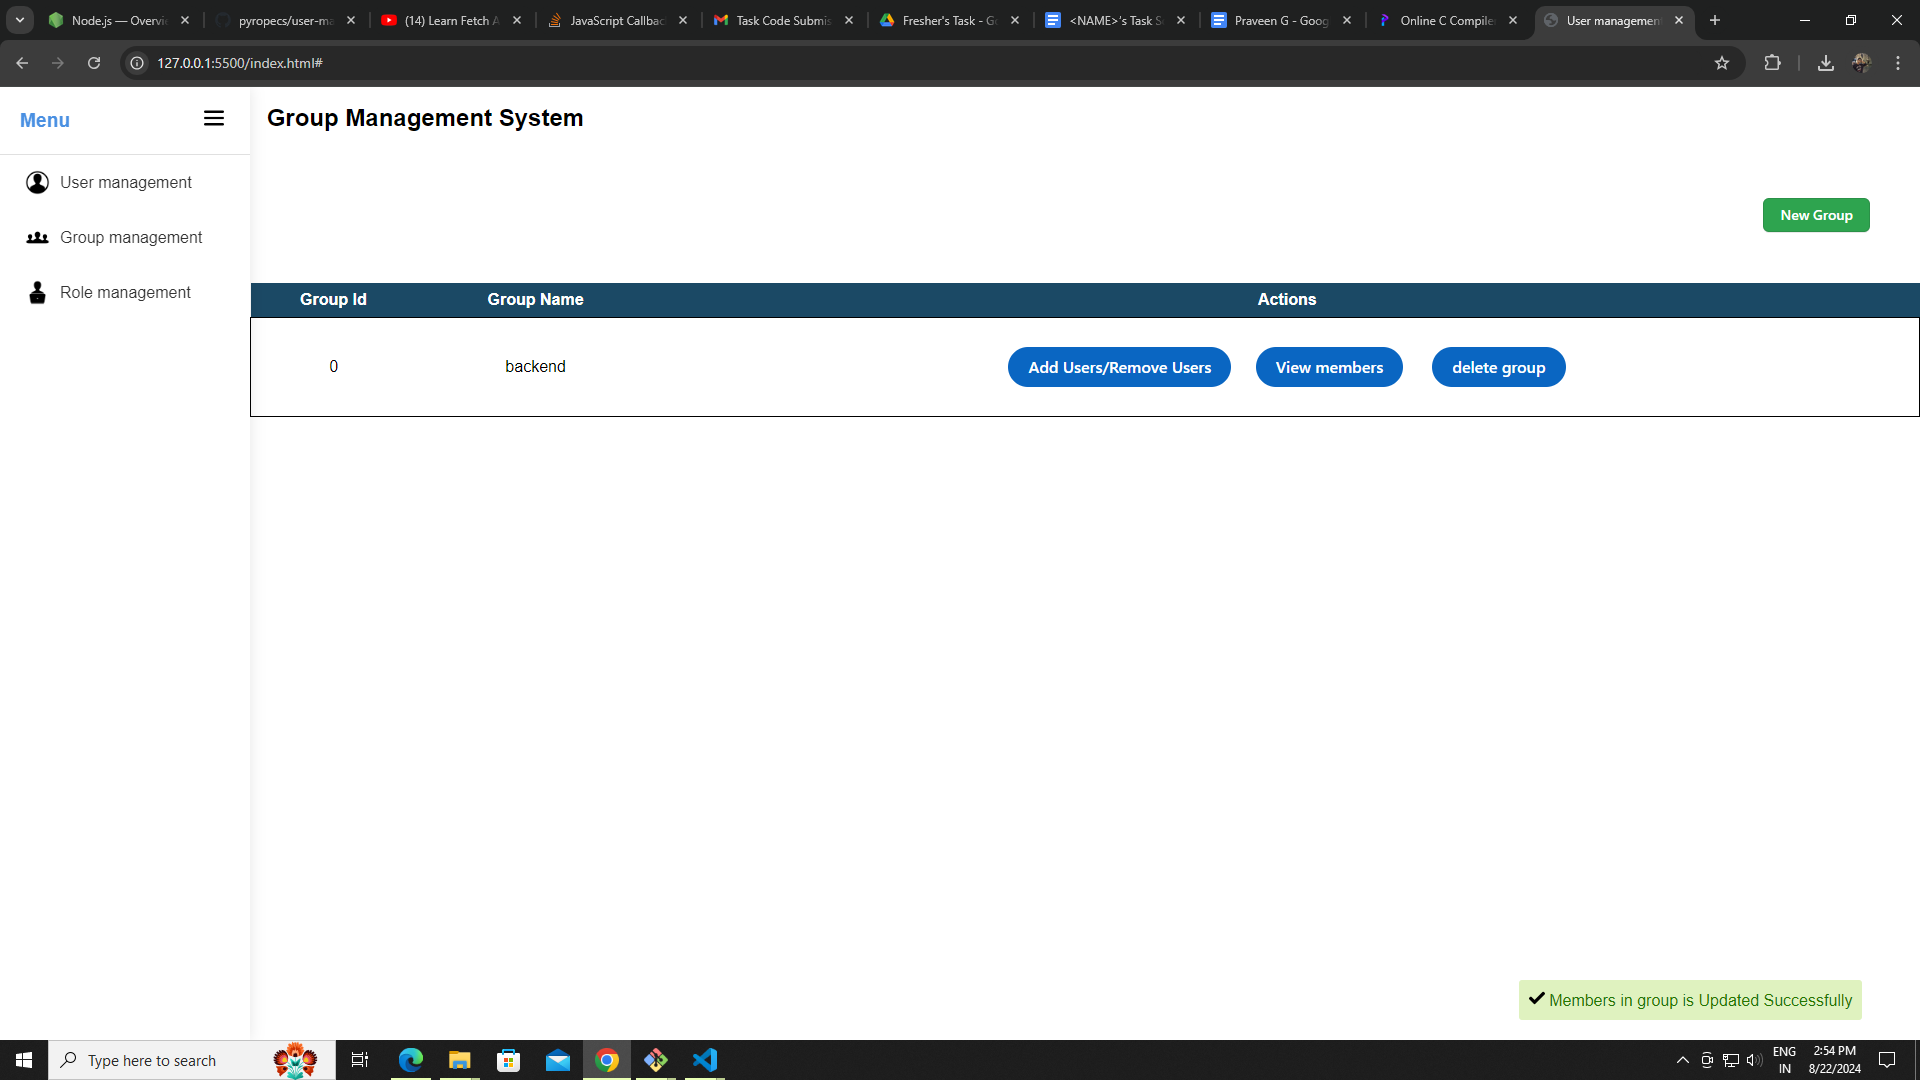 Node.js — Overvi
pyropecs/user-ma
(14) Learn Fetch A
JavaScript Callbac
Task Code Submis
Fresher's Task - Go
<NAME>'s Task S
Praveen G - Goog
Online C Compile
User management
127.0.0.1:5500/index.html#
Menu
Group Management System
User management
Group management
Role management
New Group
Group Id Group Name Actions
0 backend Add Users/Remove Users View members delete group
Members in group is Updated Successfully
Type here to search
ENG
IN
2:54 PM
8/22/2024